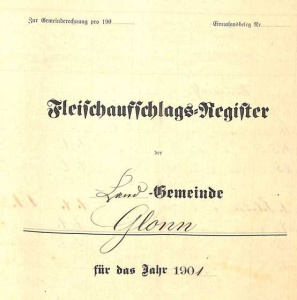 Zur Gemeinderechnung pro 190
Einnahmsbeleg Nr.
Fleischaufschlags-Register
der
Land-Gemeinde
Glonn
für das Jahr 1901